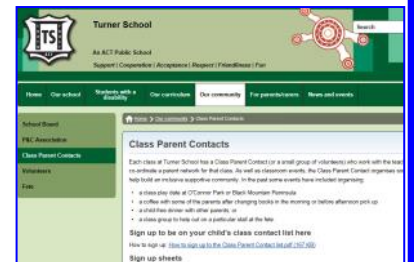 TS
Turner School
Search
An ACT Public School
Support | Cooperation | Acceptance | Respect | Friendliness | Fun
Home
Our school
Students with a disability
Our curriculum
Our community
For parents/carers
News and events
School Board
P&C Association
Class Parent Contacts
Volunteers
Fete
Home > Our community > Class Parent Contacts
Class Parent Contacts
Each class at Turner School has a Class Parent Contact (or a small group of volunteers) who work with the teac
co-ordinate a parent network for that class. As well as classroom events, the Class Parent Contact organises
help build an inclusive supportive community. In the past some events have included organising:
• a class play date at O'Connor Park or Black Mountain Peninsula
• a coffee with some of the parents after changing books in the morning or before afternoon pick up
• a child-free dinner with other parents; or
• a class group to help out on a particular stall at the fete.
Sign up to be on your child's class contact list here
How to sign up: How to sign up to the Class Parent Contact list.pdf (167 KB)
Sign up sheets